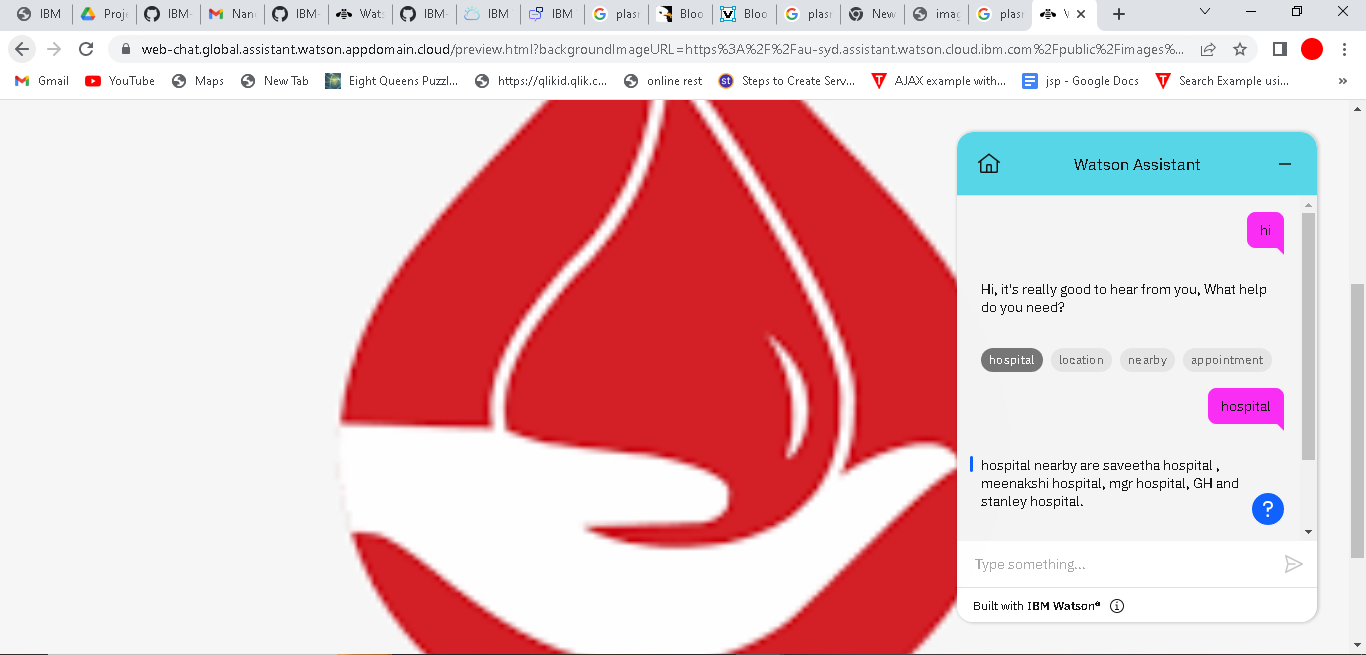 IBM
Proj
IBM-
Nan
IBM-
Wats
IBM-
IBM
IBM
plasm
Bloo
Bloo
plasm
New
imag
plasm
web-chat.global.assistant.watson.appdomain.cloud/preview.html?backgroundImageURL=https%3A%2F%2Fau-syd.assistant.watson.cloud.ibm.com%2Fpublic%2Fimages%...
Gmail
YouTube
Maps
New Tab
Eight Queens Puzzl...
https://qlikid.qlik.c...
online rest
st
Steps to Create Serv...
AJAX example with...
jsp - Google Docs
Search Example usi...
»
Watson Assistant
hi
Hi, it's really good to hear from you, What help
do you need?
hospital location nearby appointment
hospital
hospital nearby are saveetha hospital ,
meenakshi hospital, mgr hospital, GH and
stanley hospital.
?
Type something...
Built with IBM Watson®